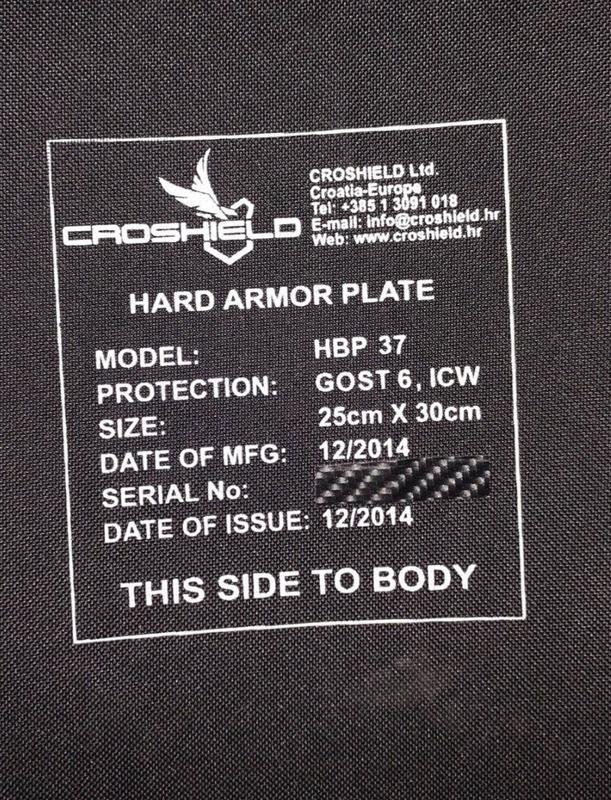 CROSHIELD
CROSHIELD Ltd.
Croatia-Europe
Tel: +385 1 3091 018
E-mail: info@croshield.hr
Web: www.croshield.hr
HARD ARMOR PLATE
MODEL: HBP 37
PROTECTION: GOST 6, ICW
SIZE: 25cm X 30cm
DATE OF MFG: 12/2014
SERIAL No:
DATE OF ISSUE: 12/2014
THIS SIDE TO BODY